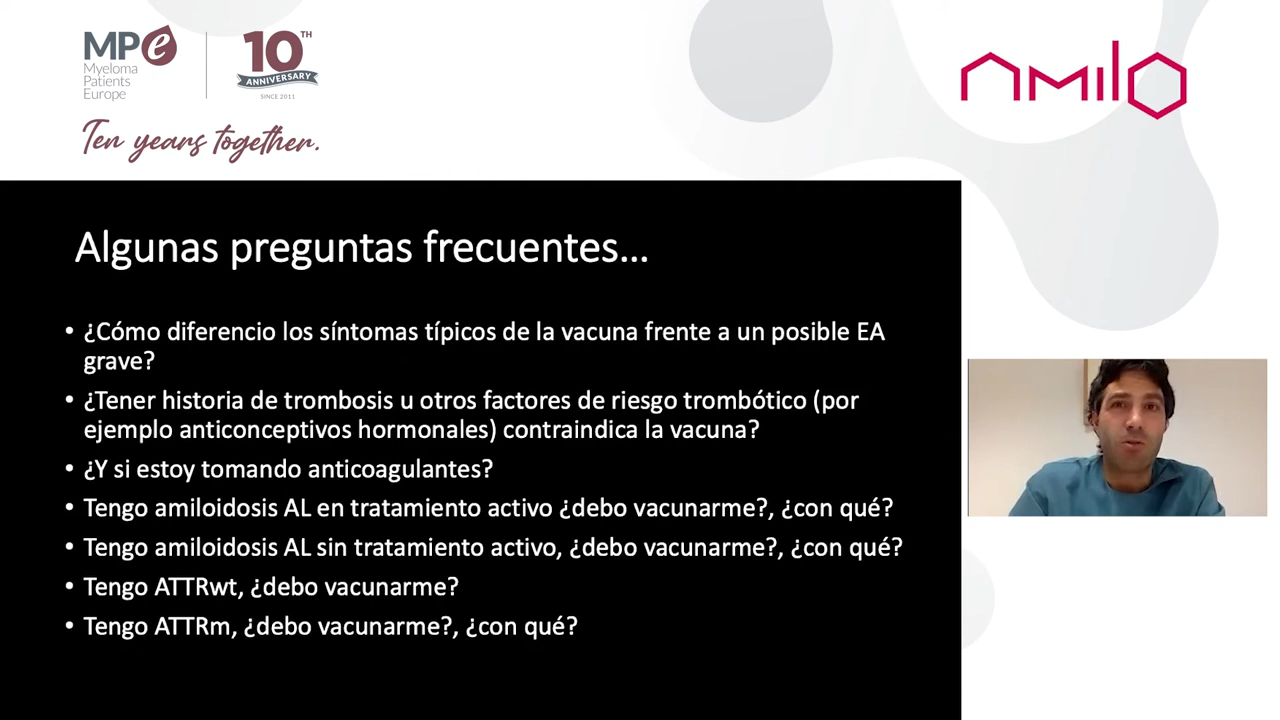 MPe
Myeloma
Patients
Europe
10TH
ANNIVERSARY
SINCE 2011
Ten years together.
amilo
Algunas preguntas frecuentes...
• ¿Cómo diferencio los síntomas típicos de la vacuna frente a un posible EA
grave?
• ¿Tener historia de trombosis u otros factores de riesgo trombótico (por
ejemplo anticonceptivos hormonales) contraindica la vacuna?
• ¿Y si estoy tomando anticoagulantes?
• Tengo amiloidosis AL en tratamiento activo ¿debo vacunarme?, ¿con qué?
• Tengo amiloidosis AL sin tratamiento activo, ¿debo vacunarme?, ¿con qué?
• Tengo ATTRwt, ¿debo vacunarme?
• Tengo ATTRm, ¿debo vacunarme?, ¿con qué?